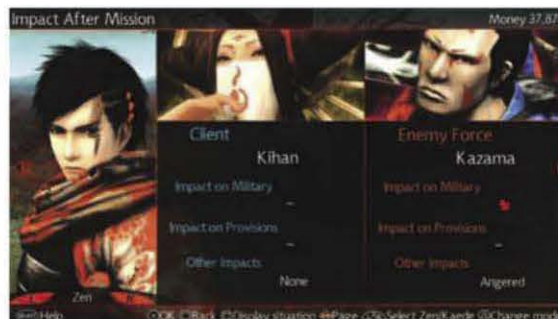 Impact After Mission
Money 37,87
Client
Enemy Force
Kihan
Kazama
Impact on Military
Impact on Military
~
Impact on Provisions
Impact on Provisions
~
~
Other Impacts
Other Impacts
None
Angered
Zen
Help
OK Back Display situation Page Select Zen/Kaede Change mode